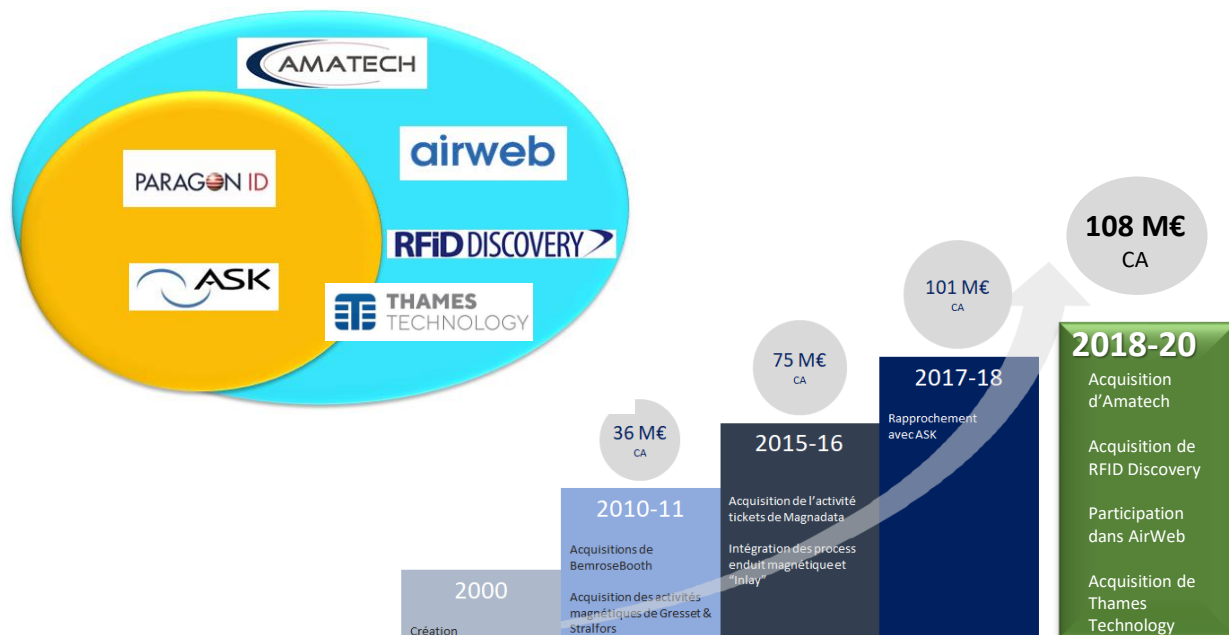 AMATECH
airweb
PARAGON ID
RFiD DISCOVERY
ASK
THAMES
TECHNOLOGY
2000
Création
36 M€
CA
2010-11
Acquisitions de
BemroseBooth
Acquisition des activités
magnétiques de Gresset &
Stralfors
75 M€
CA
2015-16
Acquisition de l'activité
tickets de Magnadata
Intégration des process
enduit magnétique et
"Inlay"
101 M€
CA
2017-18
Rapprochement
avec ASK
108 M€
CA
2018-20
Acquisition
d'Amatech
Acquisition de
RFID Discovery
Participation
dans AirWeb
Acquisition de
Thames
Technology